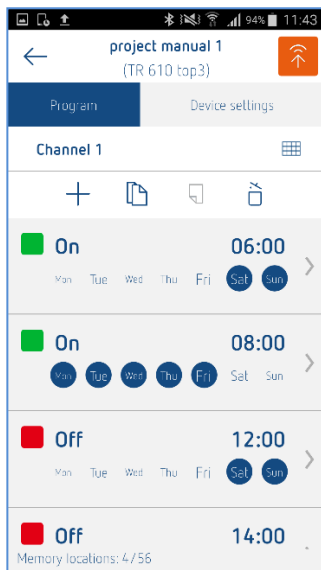 94% 11:43
project manual 1
(TR 610 top3)
Program Device settings
Channel 1
On 06:00
Mon Tue Wed Thu Fri Sat Sun
On 08:00
Mon Tue Wed Thu Fri Sat Sun
Off 12:00
Mon Tue Wed Thu Fri Sat Sun
Off 14:00
Memory locations: 4/56